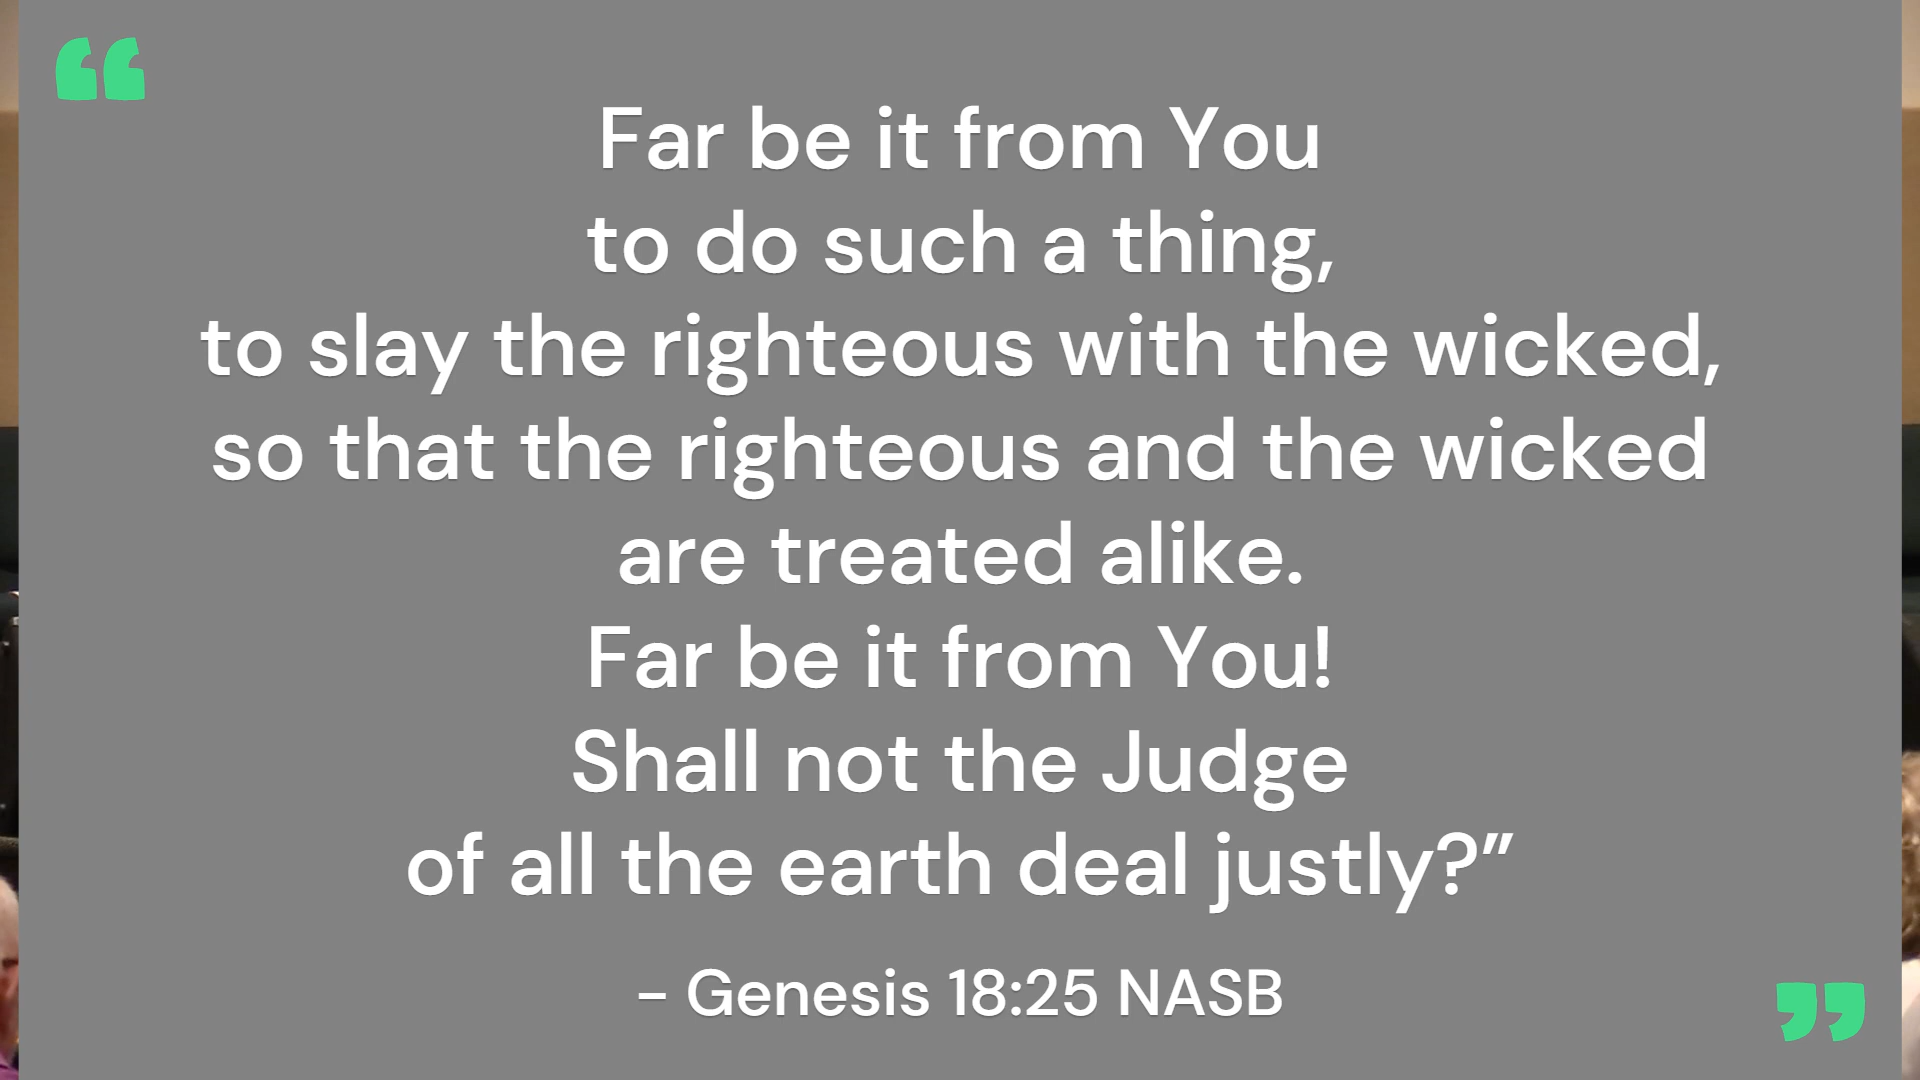 “
Far be it from You
to do such a thing,
to slay the righteous with the wicked,
so that the righteous and the wicked
are treated alike.
Far be it from You!
Shall not the Judge
of all the earth deal justly?”
– Genesis 18:25 NASB
”